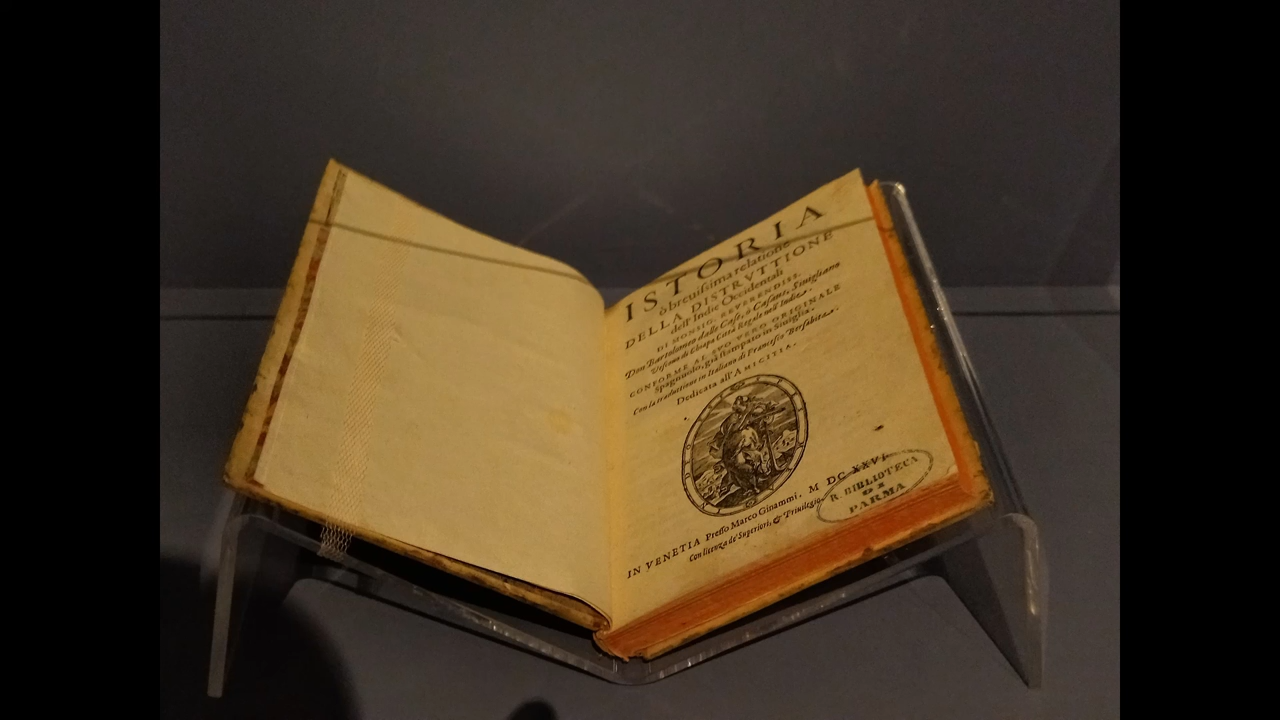 ISTORIA
ò breuissima relatione
DELLA DISTRVTTIONE
dell'Indie Occidentali
DI MONSIG. REVERENDISS.
Don Bartolomeo dalle Case, ò Casaus, Siuigliano
Vescouo di Chiapa Città Regale nell'Indie.
CONFORME AL SVO VERO ORIGINALE
Spagnuolo, già stampato in Siuiglia.
Con la traduttione in Italiano di Francesco Bersabita.
Dedicata all'AMICITIA.
IN VENETIA Presso Marco Ginammi. M DC XXVI
Con licenza de' Superiori, & Priuilegio.
R. BIBLIOTECA
DI
PARMA